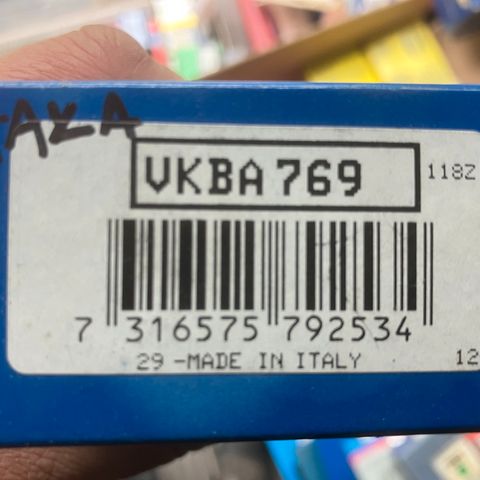 VKBA 769
118Z
7 316575 792534
29 -MADE IN ITALY
12